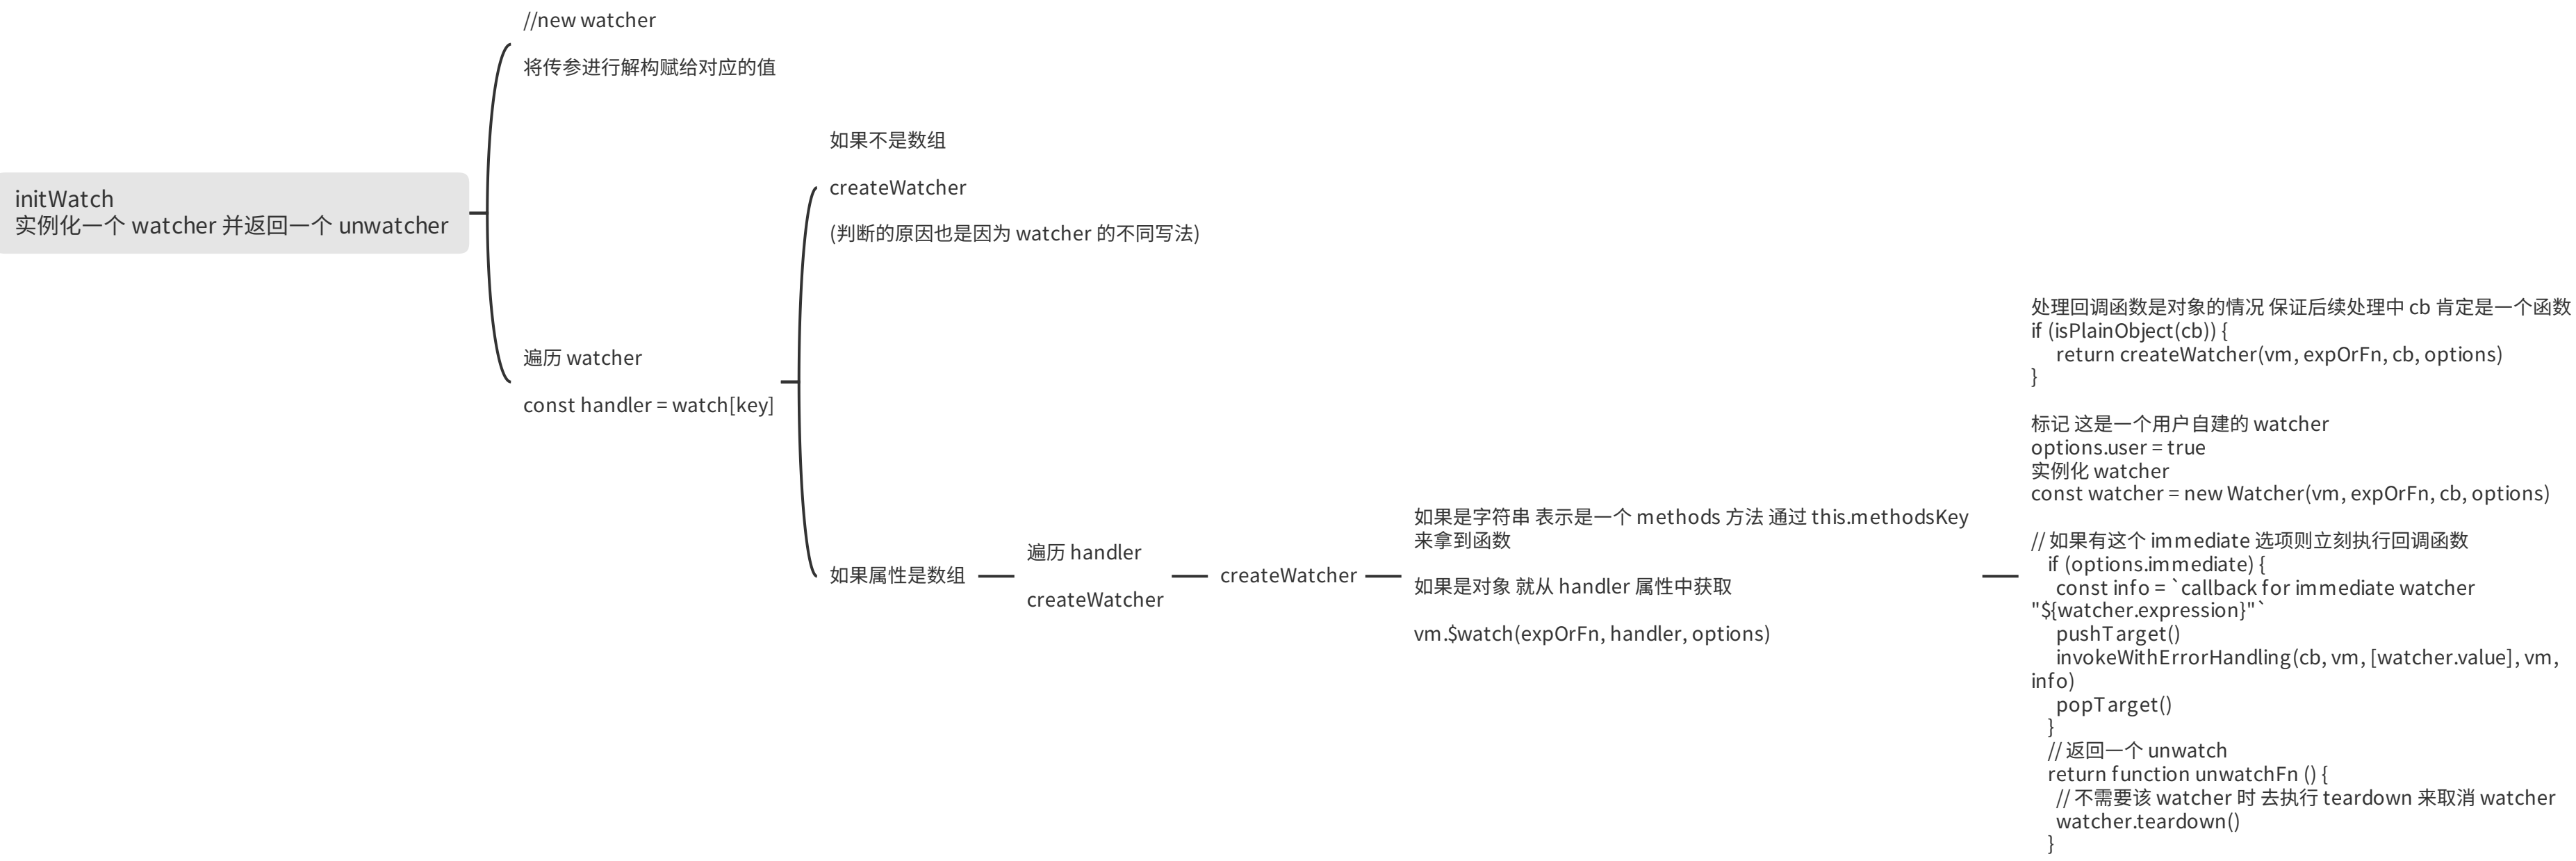 initWatch
实例化一个 watcher 并返回一个 unwatcher
//new watcher
将传参进行解构赋给对应的值
遍历 watcher
const handler = watch[key]
如果不是数组
createWatcher
(判断的原因也是因为 watcher 的不同写法)
如果属性是数组
遍历 handler
createWatcher
createWatcher
如果是字符串 表示是一个 methods 方法 通过 this.methodsKey
来拿到函数
如果是对象 就从 handler 属性中获取
vm.$watch(expOrFn, handler, options)
处理回调函数是对象的情况 保证后续处理中 cb 肯定是一个函数
if (isPlainObject(cb)) {
return createWatcher(vm, expOrFn, cb, options)
}
标记 这是一个用户自建的 watcher
options.user = true
实例化 watcher
const watcher = new Watcher(vm, expOrFn, cb, options)
// 如果有这个 immediate 选项则立刻执行回调函数
if (options.immediate) {
const info = `callback for immediate watcher
"${watcher.expression}"`
pushTarget()
invokeWithErrorHandling(cb, vm, [watcher.value], vm,
info)
popTarget()
}
// 返回一个 unwatch
return function unwatchFn () {
// 不需要该 watcher 时 去执行 teardown 来取消 watcher
watcher.teardown()
}